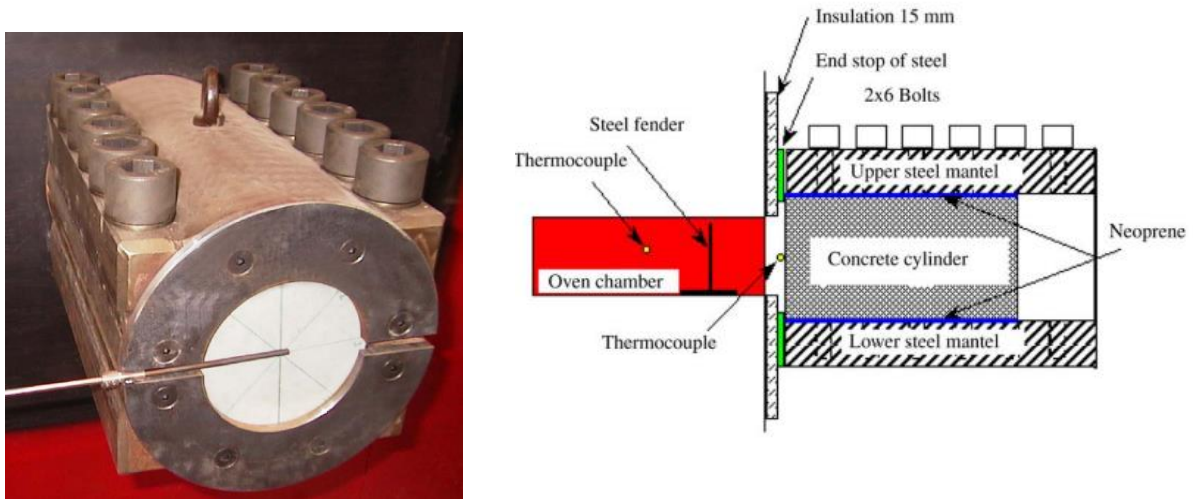 Insulation 15 mm
End stop of steel
2x6 Bolts
Steel fender
Thermocouple
Upper steel mantel
Neoprene
Concrete cylinder
Oven chamber
Thermocouple
Lower steel mantel